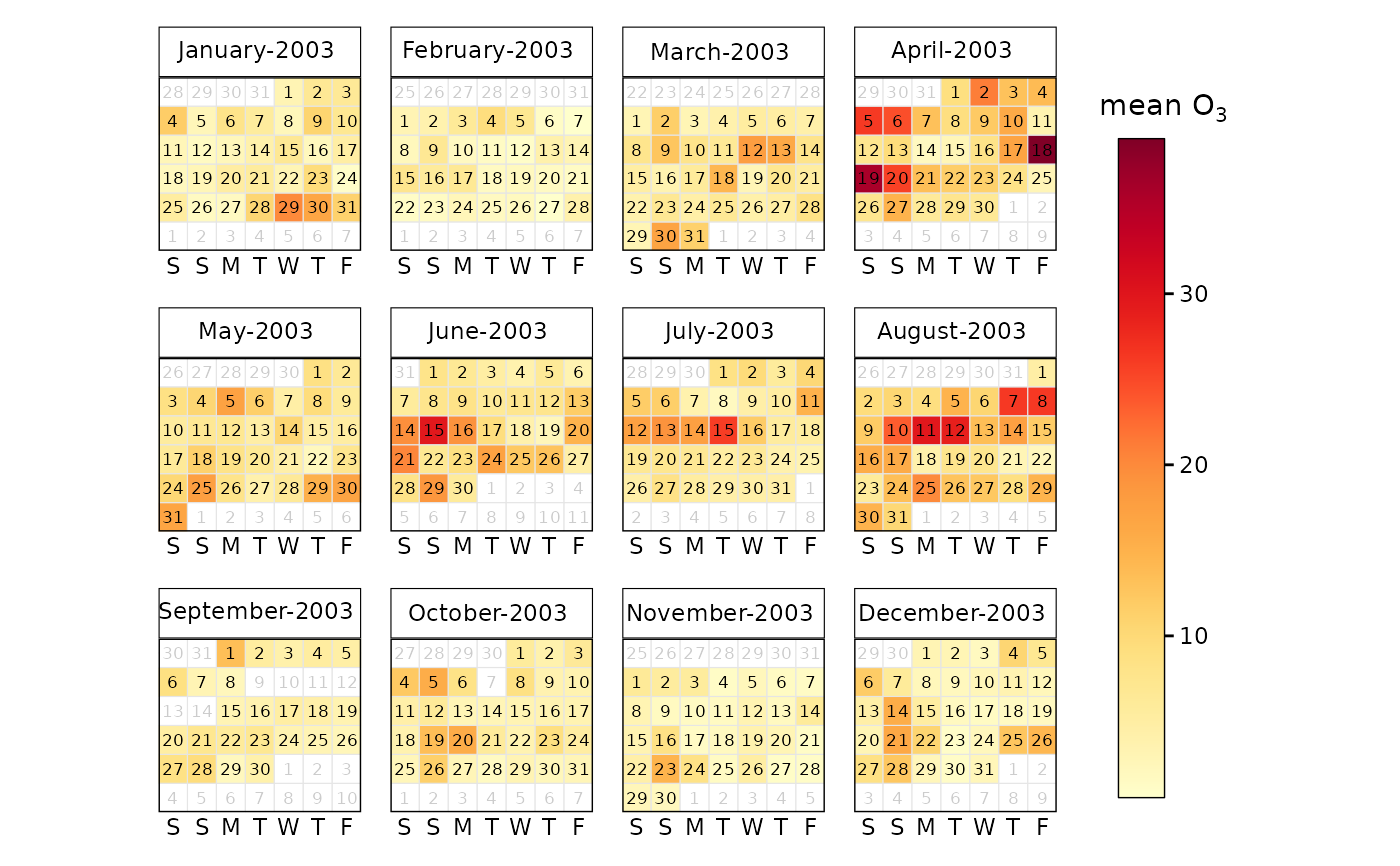 January-2003 February-2003 March-2003 April-2003
28 29 30 31 1 2 3 25 26 27 28 29 30 31 22 23 24 25 26 27 28 29 30 31 1 2 3 4
4 5 6 7 8 9 10 1 2 3 4 5 6 7 1 2 3 4 5 6 7 5 6 7 8 9 10 11
11 12 13 14 15 16 17 8 9 10 11 12 13 14 8 9 10 11 12 13 14 12 13 14 15 16 17 18
18 19 20 21 22 23 24 15 16 17 18 19 20 21 15 16 17 18 19 20 21 19 20 21 22 23 24 25
25 26 27 28 29 30 31 22 23 24 25 26 27 28 22 23 24 25 26 27 28 26 27 28 29 30 1 2
1 2 3 4 5 6 7 1 2 3 4 5 6 7 29 30 31 1 2 3 4 3 4 5 6 7 8 9
S S M T W T F S S M T W T F S S M T W T F S S M T W T F
May-2003 June-2003 July-2003 August-2003
26 27 28 29 30 1 2 31 1 2 3 4 5 6 28 29 30 1 2 3 4 26 27 28 29 30 31 1
3 4 5 6 7 8 9 7 8 9 10 11 12 13 5 6 7 8 9 10 11 2 3 4 5 6 7 8
10 11 12 13 14 15 16 14 15 16 17 18 19 20 12 13 14 15 16 17 18 9 10 11 12 13 14 15
17 18 19 20 21 22 23 21 22 23 24 25 26 27 19 20 21 22 23 24 25 16 17 18 19 20 21 22
24 25 26 27 28 29 30 28 29 30 1 2 3 4 26 27 28 29 30 31 1 23 24 25 26 27 28 29
31 1 2 3 4 5 6 5 6 7 8 9 10 11 2 3 4 5 6 7 8 30 31 1 2 3 4 5
S S M T W T F S S M T W T F S S M T W T F S S M T W T F
September-2003 October-2003 November-2003 December-2003
30 31 1 2 3 4 5 27 28 29 30 1 2 3 25 26 27 28 29 30 31 29 30 1 2 3 4 5
6 7 8 9 10 11 12 4 5 6 7 8 9 10 1 2 3 4 5 6 7 6 7 8 9 10 11 12
13 14 15 16 17 18 19 11 12 13 14 15 16 17 8 9 10 11 12 13 14 13 14 15 16 17 18 19
20 21 22 23 24 25 26 18 19 20 21 22 23 24 15 16 17 18 19 20 21 20 21 22 23 24 25 26
27 28 29 30 1 2 3 25 26 27 28 29 30 31 22 23 24 25 26 27 28 27 28 29 30 31 1 2
4 5 6 7 8 9 10 1 2 3 4 5 6 7 29 30 1 2 3 4 5 3 4 5 6 7 8 9
S S M T W T F S S M T W T F S S M T W T F S S M T W T F
mean O₃
30
20
10